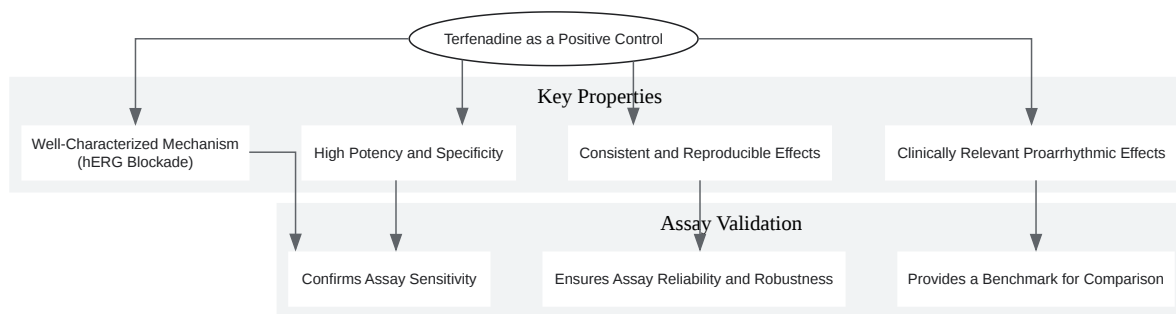 Terfenadine as a Positive Control
Key Properties
Well-Characterized Mechanism
(hERG Blockade)
High Potency and Specificity
Consistent and Reproducible Effects
Clinically Relevant Proarrhythmic Effects
Assay Validation
Confirms Assay Sensitivity
Ensures Assay Reliability and Robustness
Provides a Benchmark for Comparison